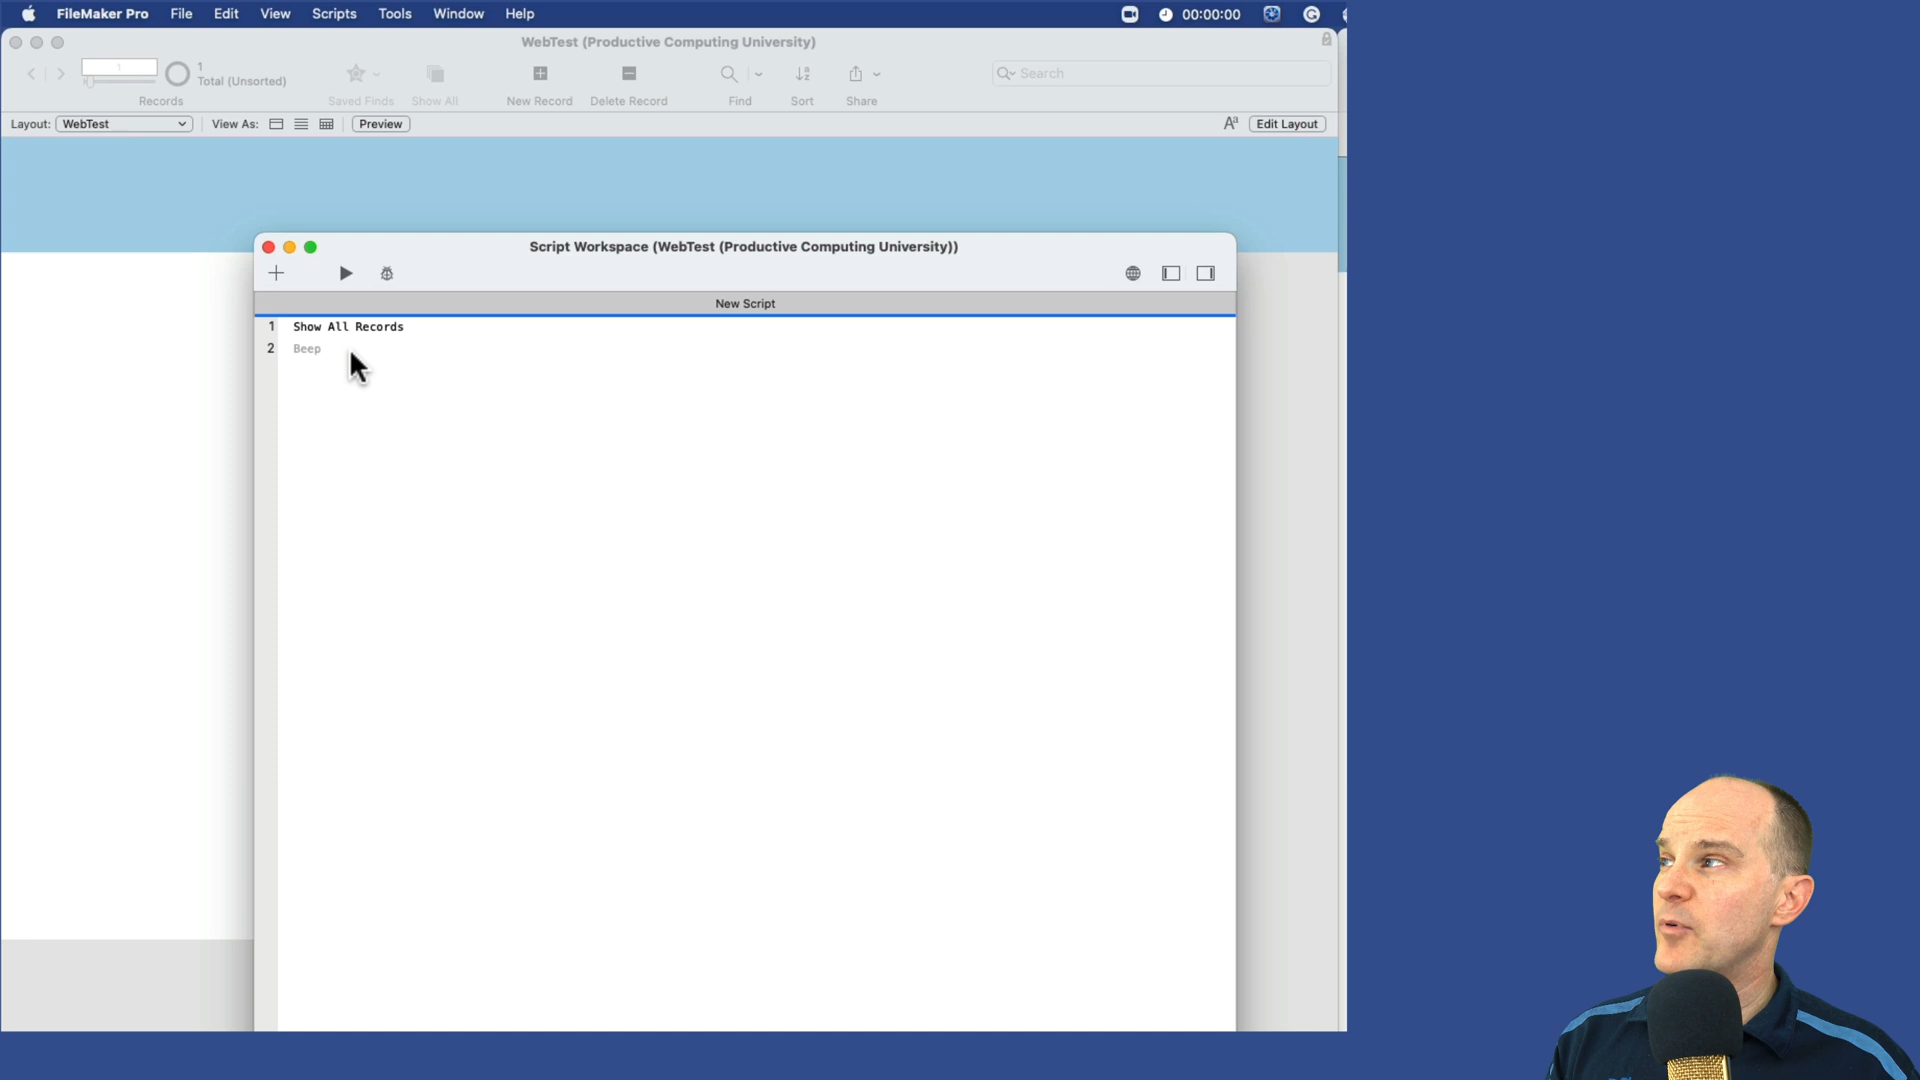 FileMaker Pro File Edit View Scripts Tools Window Help 00:00:00
WebTest (Productive Computing University)
1
1
Total (Unsorted)
Search
Records Saved Finds Show All New Record Delete Record Find Sort Share
Layout: WebTest View As: Preview Aa Edit Layout
Script Workspace (WebTest (Productive Computing University))
New Script
1 Show All Records
2 Beep